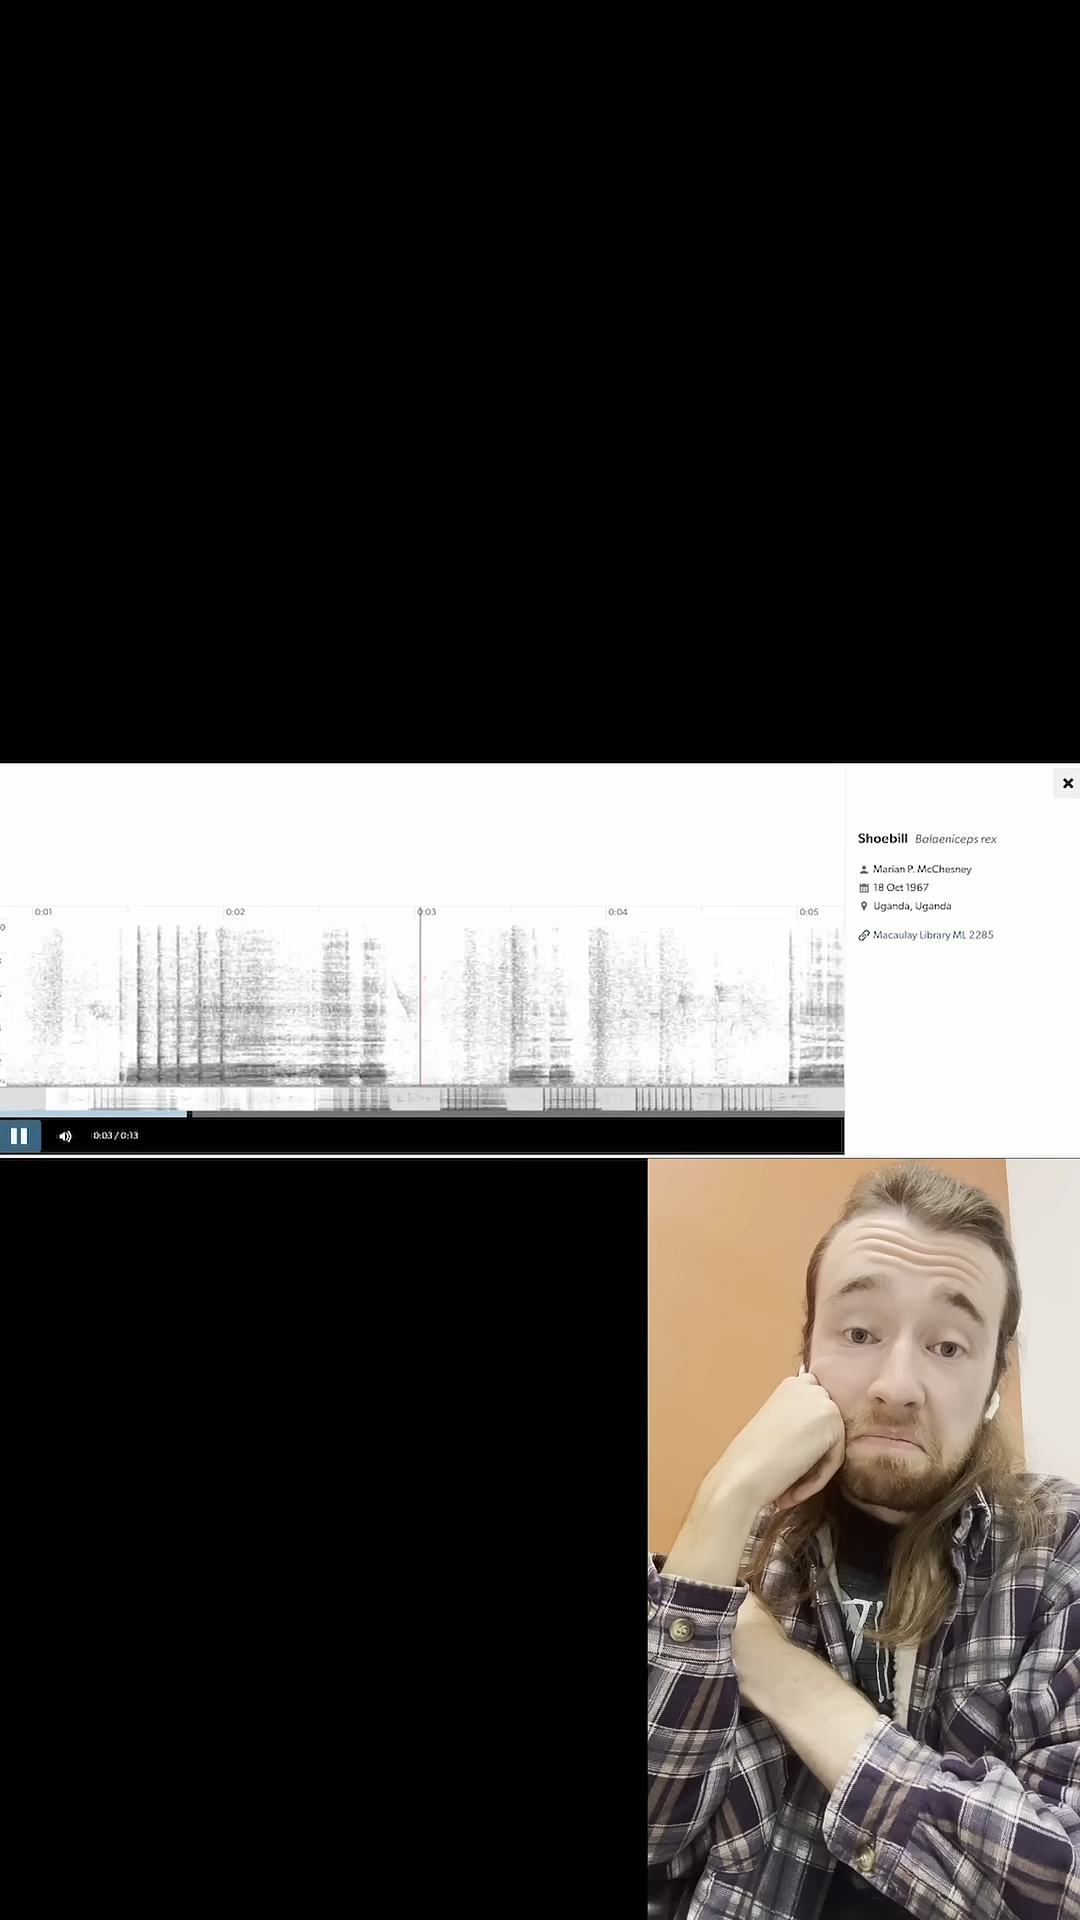 Shoebill Balaeniceps rex
Marian P. McChesney
18 Oct 1967
Uganda, Uganda
Macaulay Library ML 2285
0:01 0:02 0:03 0:04 0:05
0:03 / 0:13